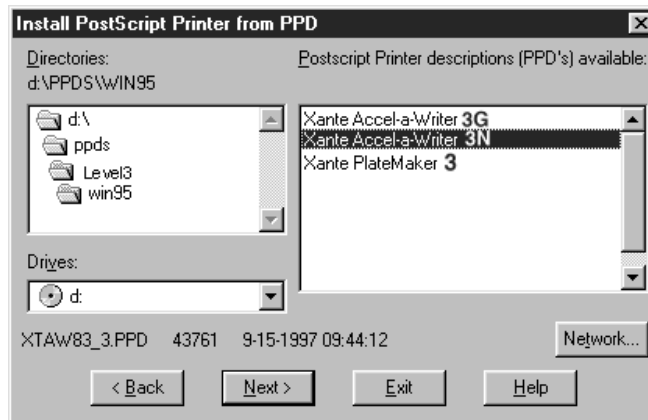 Install PostScript Printer from PPD
Directories:
d:\PPDS\WIN95
d:\
ppds
Level3
win95
Drives:
d:
Postscript Printer descriptions (PPD's) available:
Xante Accel-a-Writer 3G
Xante Accel-a-Writer 3N
Xante PlateMaker 3
XTAW83_3.PPD 43761 9-15-1997 09:44:12
Network...
< Back
Next >
Exit
Help